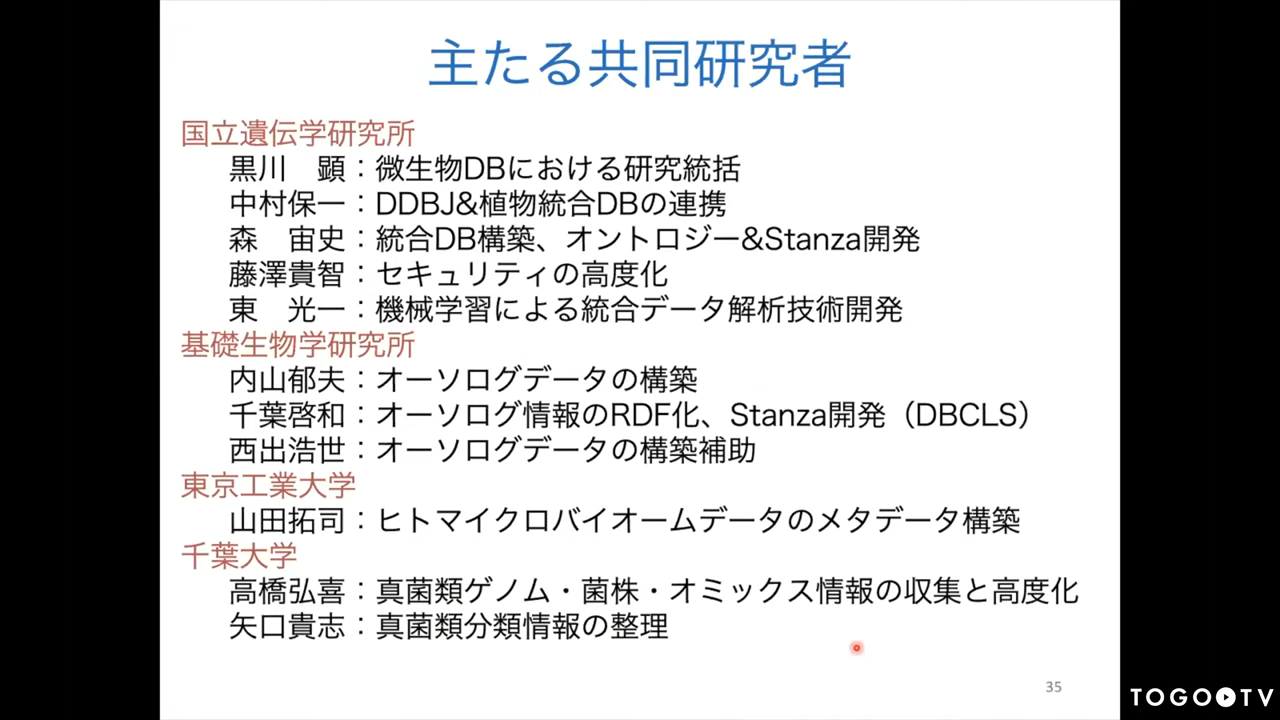 主たる共同研究者
国立遺伝学研究所
黒川　顕：微生物DBにおける研究統括
中村保一：DDBJ&植物統合DBの連携
森　宙史：統合DB構築、オントロジー&Stanza開発
藤澤貴智：セキュリティの高度化
東　光一：機械学習による統合データ解析技術開発
基礎生物学研究所
内山郁夫：オーソログデータの構築
千葉啓和：オーソログ情報のRDF化、Stanza開発（DBCLS）
西出浩世：オーソログデータの構築補助
東京工業大学
山田拓司：ヒトマイクロバイオームデータのメタデータ構築
千葉大学
高橋弘喜：真菌類ゲノム・菌株・オミックス情報の収集と高度化
矢口貴志：真菌類分類情報の整理
35
TOGOTV